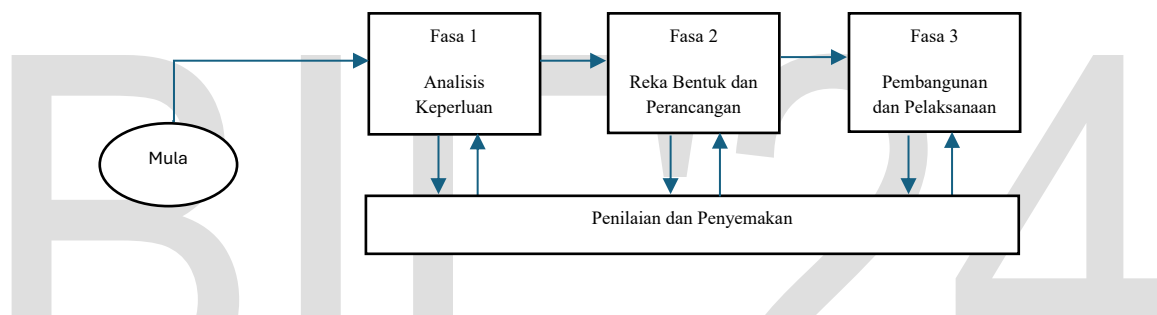 Fasa 1
Analisis
Keperluan
Fasa 2
Reka Bentuk dan
Perancangan
Fasa 3
Pembangunan
dan Pelaksanaan
Mula
Penilaian dan Penyemakan